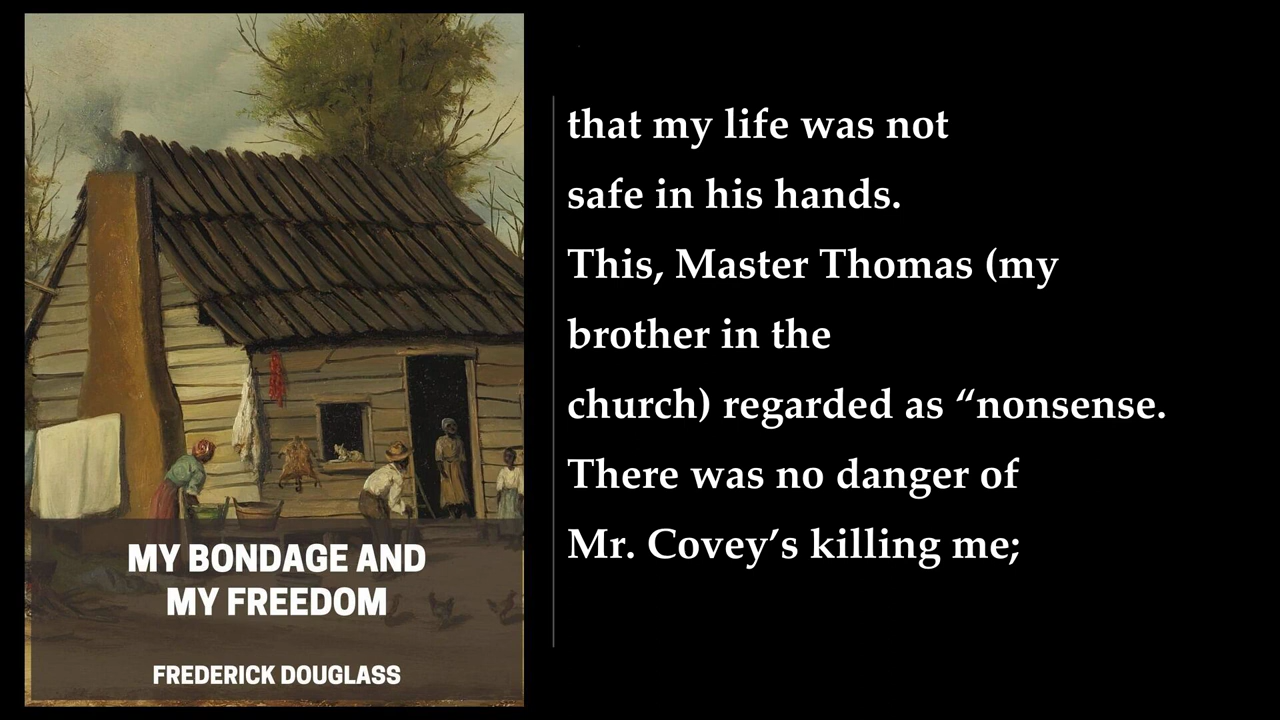 that my life was not
safe in his hands.
This, Master Thomas (my
brother in the
church) regarded as “nonsense.
There was no danger of
Mr. Covey’s killing me;
MY BONDAGE AND
MY FREEDOM
FREDERICK DOUGLASS